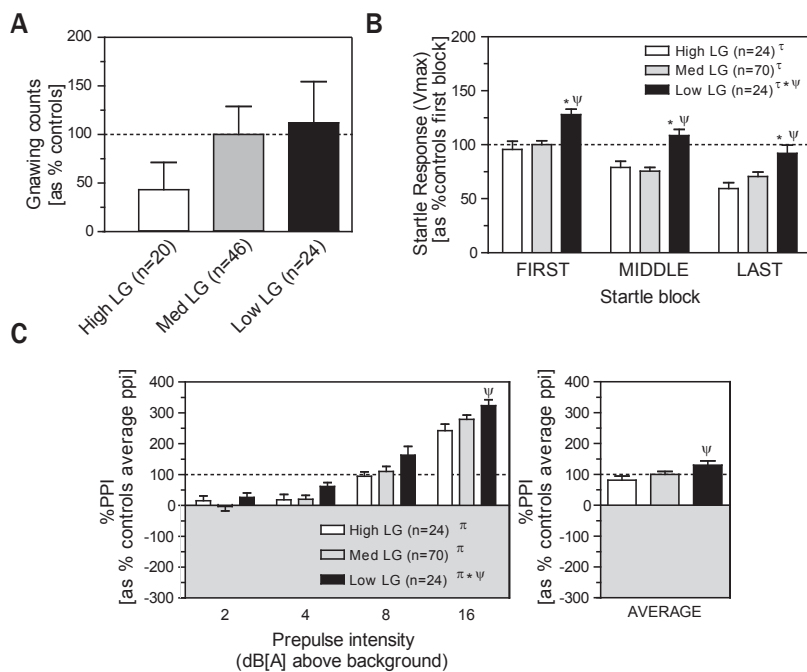 A
Gnawing counts
[as % controls]
200
150
100
50
0
High LG (n=20)
Med LG (n=46)
Low LG (n=24)
B
Startle Response (Vmax)
[as %controls first block]
200
150
100
50
0
High LG (n=24) τ
Med LG (n=70) τ
Low LG (n=24) τ * ψ
* ψ
* ψ
* ψ
FIRST MIDDLE LAST
Startle block
C
%PPI
[as % controls average ppi]
400
300
200
100
0
-100
-200
-300
ψ
High LG (n=24) π
Med LG (n=70) π
Low LG (n=24) π * ψ
2 4 8 16
Prepulse intensity
(dB[A] above background)
%PPI
[as % controls average ppi]
400
300
200
100
0
-100
-200
-300
ψ
AVERAGE